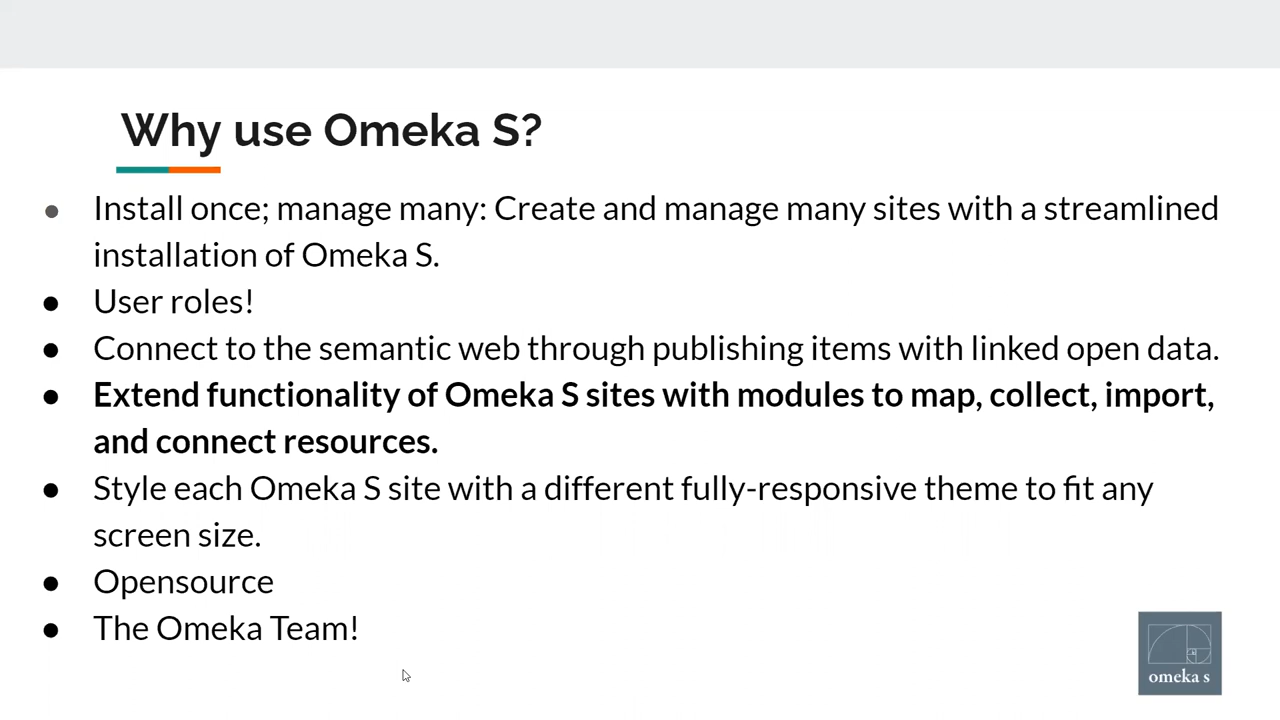 Why use Omeka S?
● Install once; manage many: Create and manage many sites with a streamlined
installation of Omeka S.
● User roles!
● Connect to the semantic web through publishing items with linked open data.
● Extend functionality of Omeka S sites with modules to map, collect, import,
and connect resources.
● Style each Omeka S site with a different fully-responsive theme to fit any
screen size.
● Opensource
● The Omeka Team!
omeka s